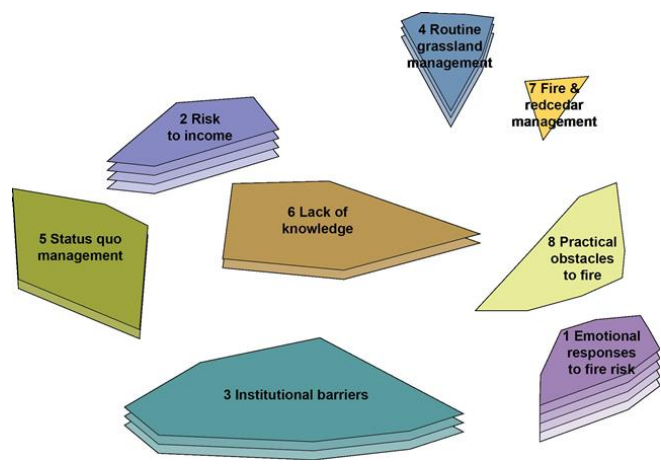 4 Routine
grassland
management
7 Fire &
redcedar
management
2 Risk
to income
6 Lack of
knowledge
5 Status quo
management
8 Practical
obstacles
to fire
1 Emotional
responses
to fire risk
3 Institutional barriers